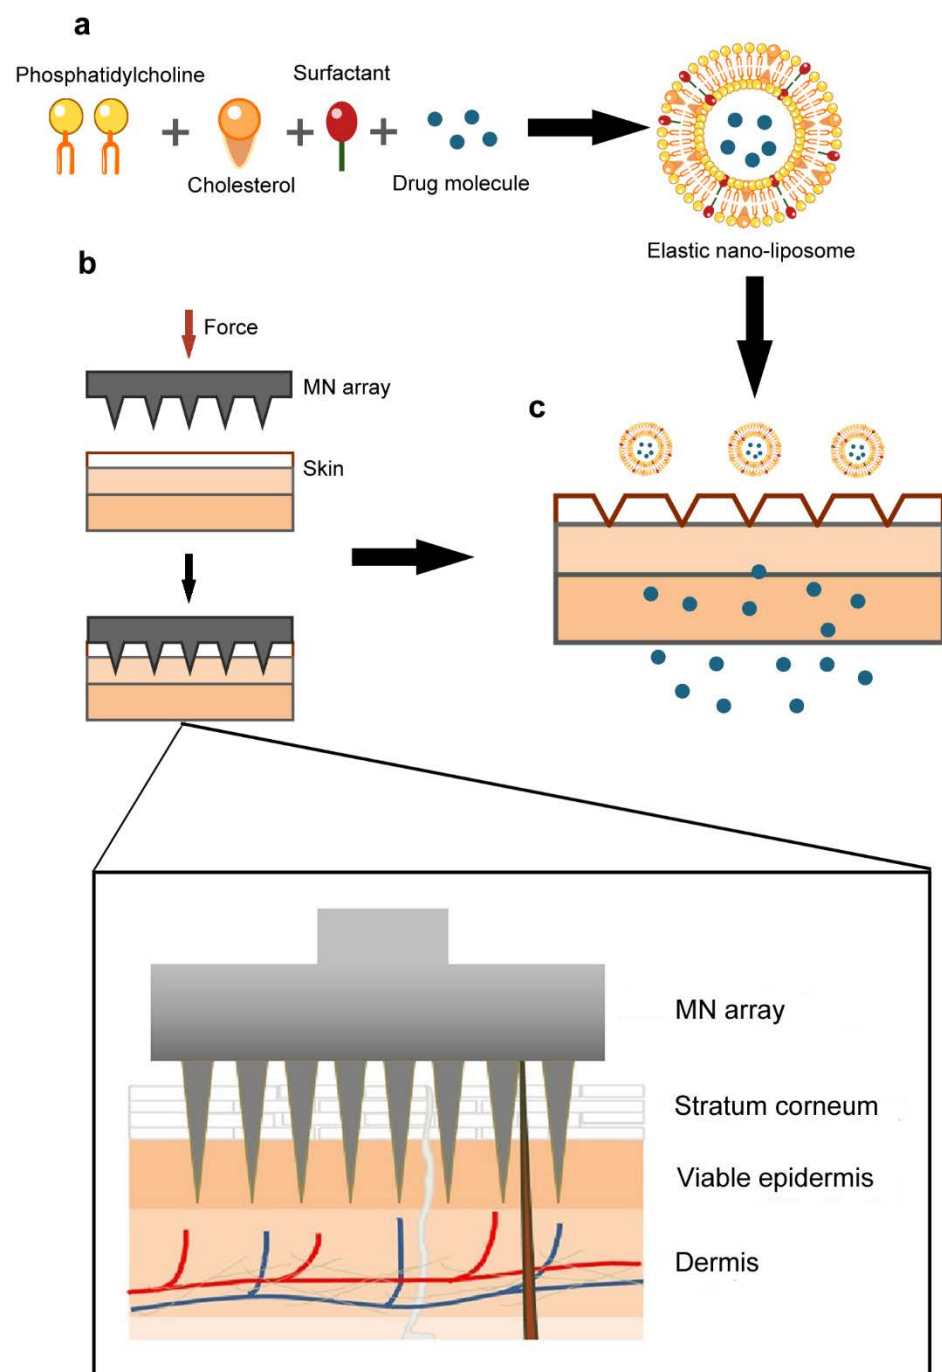 a
Phosphatidylcholine
Surfactant
Cholesterol
Drug molecule
Elastic nano-liposome
b
Force
MN array
Skin
c
MN array
Stratum corneum
Viable epidermis
Dermis